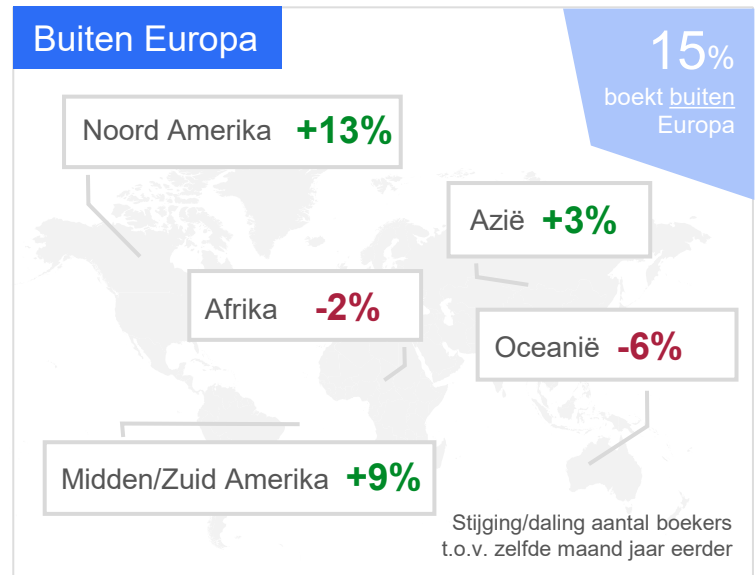 Buiten Europa
15%
boekt buiten
Europa
Noord Amerika +13%
Azië +3%
Afrika -2%
Oceanië -6%
Midden/Zuid Amerika +9%
Stijging/daling aantal boekers
t.o.v. zelfde maand jaar eerder